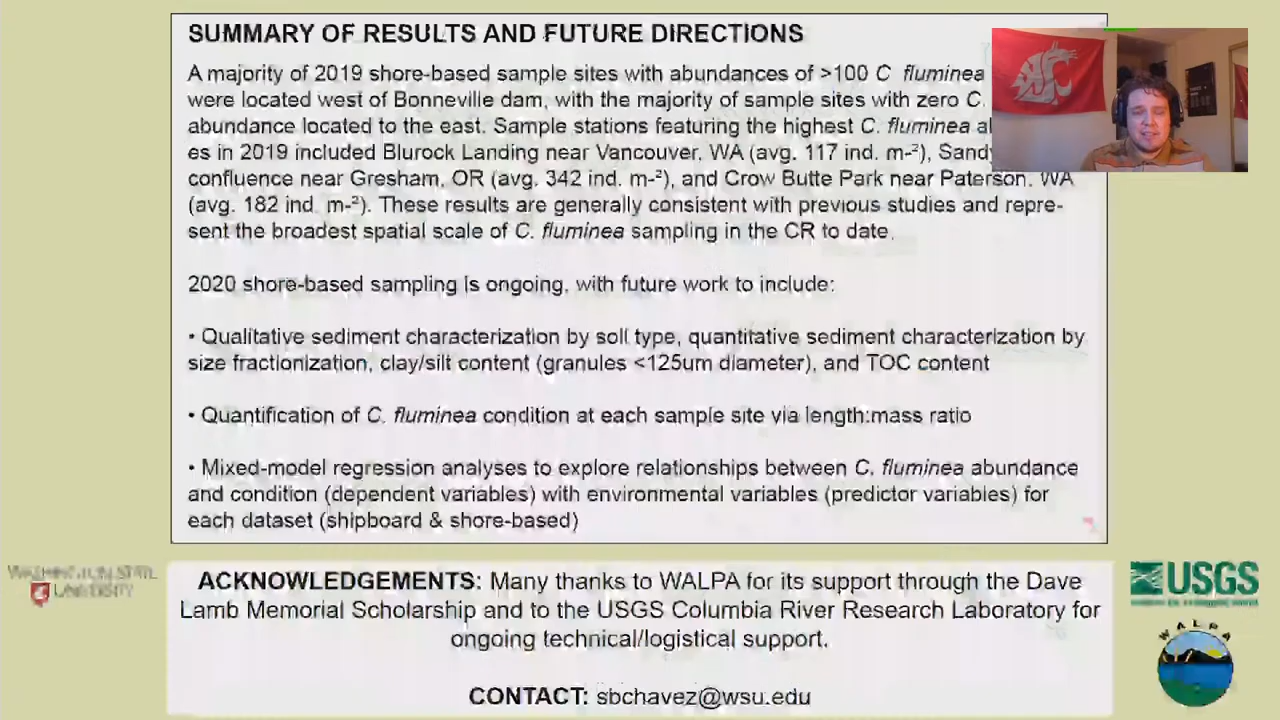 SUMMARY OF RESULTS AND FUTURE DIRECTIONS
A majority of 2019 shore-based sample sites with abundances of >100 C fluminea
were located west of Bonneville dam, with the majority of sample sites with zero C.
abundance located to the east. Sample stations featuring the highest C. fluminea
es in 2019 included Blurock Landing near Vancouver, WA (avg. 117 ind. m-²), Sandy
confluence near Gresham, OR (avg. 342 ind. m-²), and Crow Butte Park near Paterson, WA
(avg. 182 ind. m-²). These results are generally consistent with previous studies and repre-
sent the broadest spatial scale of C. fluminea sampling in the CR to date.
2020 shore-based sampling is ongoing, with future work to include:
• Qualitative sediment characterization by soil type, quantitative sediment characterization by
size fractionization, clay/silt content (granules <125um diameter), and TOC content
• Quantification of C. fluminea condition at each sample site via length:mass ratio
• Mixed-model regression analyses to explore relationships between C. fluminea abundance
and condition (dependent variables) with environmental variables (predictor variables) for
each dataset (shipboard & shore-based)
WASHINGTON STATE
UNIVERSITY
ACKNOWLEDGEMENTS: Many thanks to WALPA for its support through the Dave
Lamb Memorial Scholarship and to the USGS Columbia River Research Laboratory for
ongoing technical/logistical support.
CONTACT: sbchavez@wsu.edu
USGS
WALPA